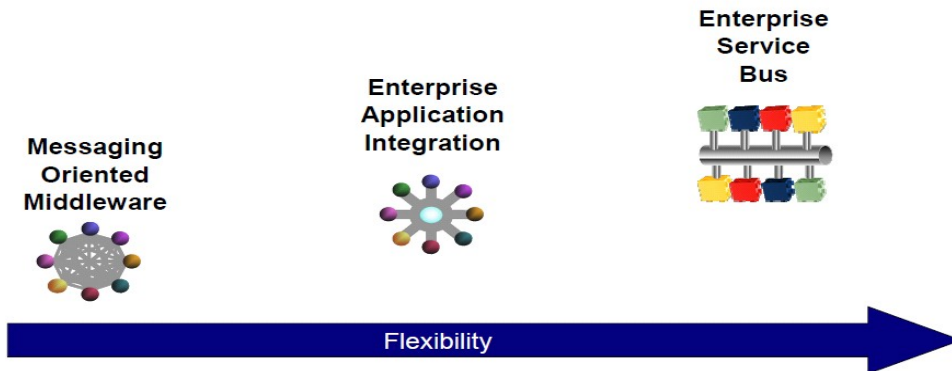 Messaging
Oriented
Middleware
Enterprise
Application
Integration
Enterprise
Service
Bus
Flexibility